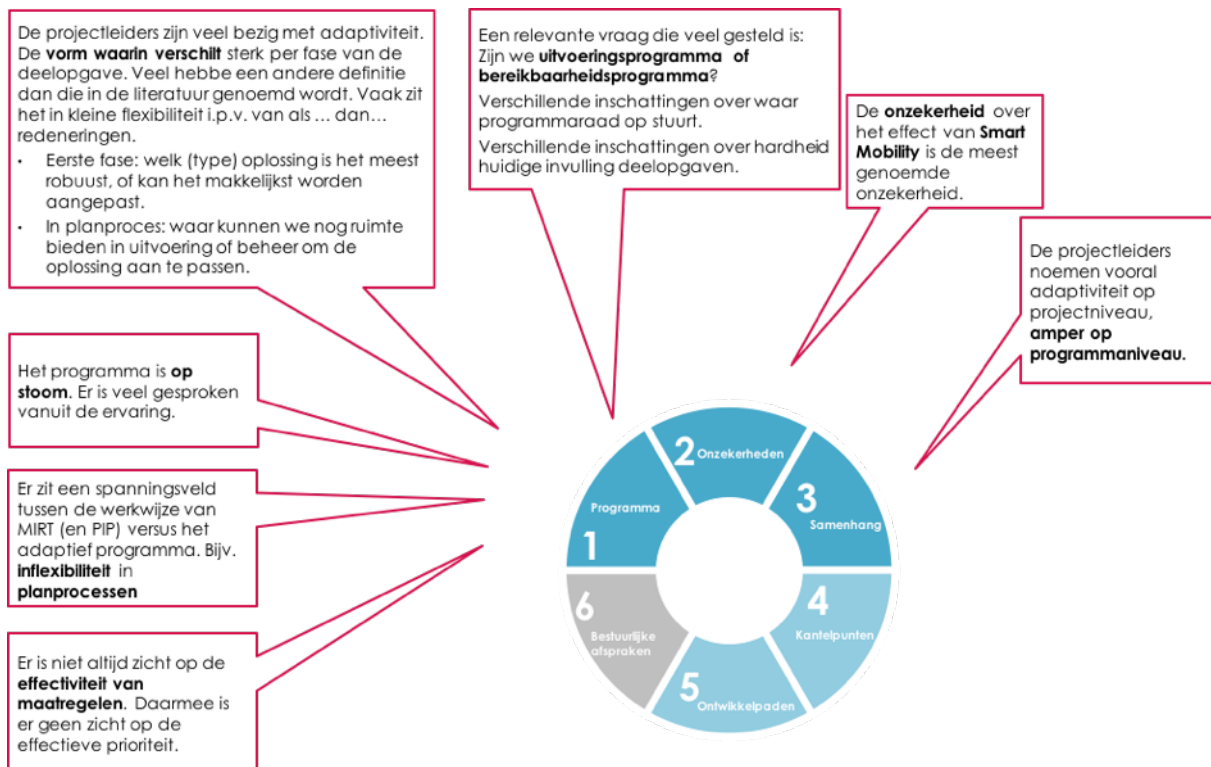 De projectleiders zijn veel bezig met adaptiviteit.
De vorm waarin verschilt sterk per fase van de
deelopgave. Veel hebbe een andere definitie
dan die in de literatuur genoemd wordt. Vaak zit
het in kleine flexibiliteit i.p.v. van als ... dan...
redeneringen.
• Eerste fase: welk (type) oplossing is het meest
robuust, of kan het makkelijkst worden
aangepast.
• In planproces: waar kunnen we nog ruimte
bieden in uitvoering of beheer om de
oplossing aan te passen.
Een relevante vraag die veel gesteld is:
Zijn we uitvoeringsprogramma of
bereikbaarheidsprogramma?
Verschillende inschattingen over waar
programmaraad op stuurt.
Verschillende inschattingen over hardheid
huidige invulling deelopgaven.
De onzekerheid over
het effect van Smart
Mobility is de meest
genoemde
onzekerheid.
De projectleiders
noemen vooral
adaptiviteit op
projectniveau,
amper op
programmaniveau.
Het programma is op
stoom. Er is veel gesproken
vanuit de ervaring.
Er zit een spanningsveld
tussen de werkwijze van
MIRT (en PIP) versus het
adaptief programma. Bijv.
inflexibiliteit in
planprocessen
Er is niet altijd zicht op de
effectiviteit van
maatregelen. Daarmee is
er geen zicht op de
effectieve prioriteit.
Programma
1
2 Onzekerheden
3
Samenhang
4
Kantelpunten
5 Ontwikkelpaden
6
Bestuurlijke
afspraken